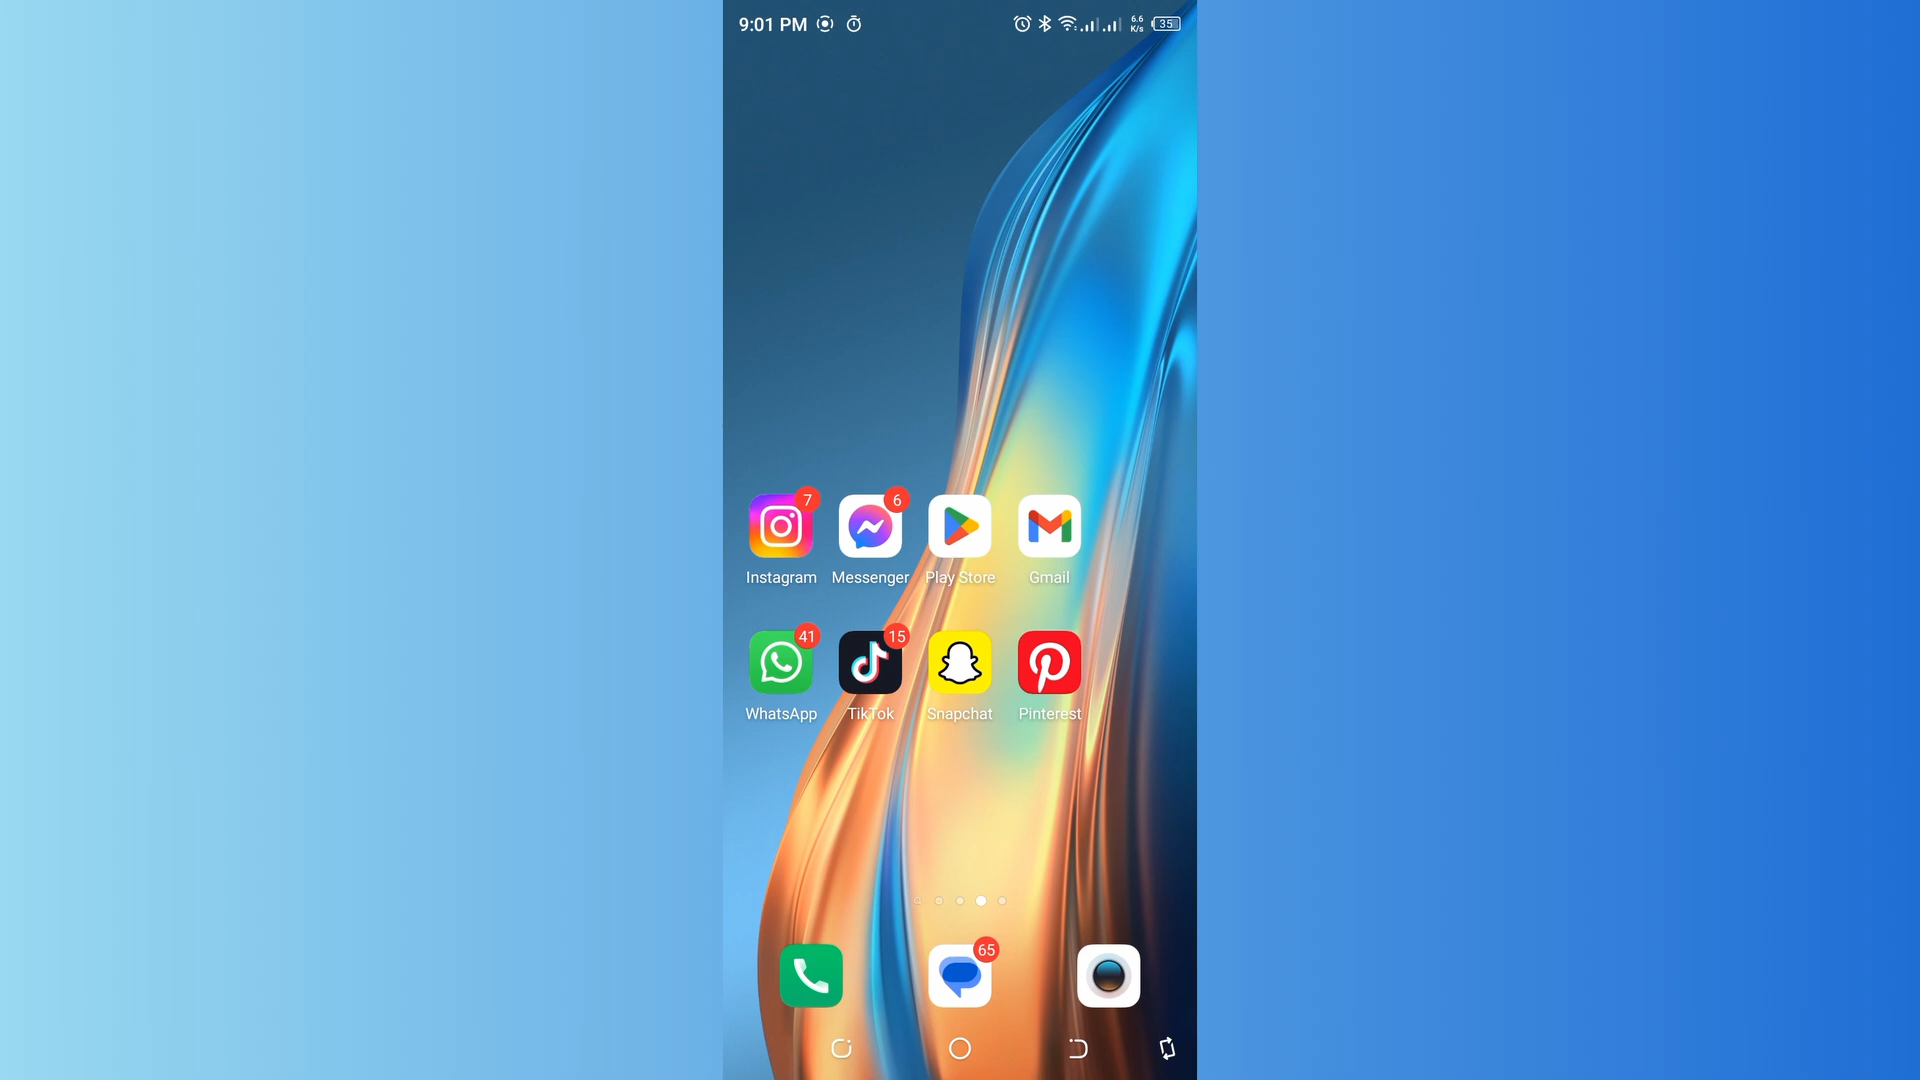 9:01 PM 6.6 K/s 35
7 6
Instagram Messenger Play Store Gmail
41 15
WhatsApp TikTok Snapchat Pinterest
65